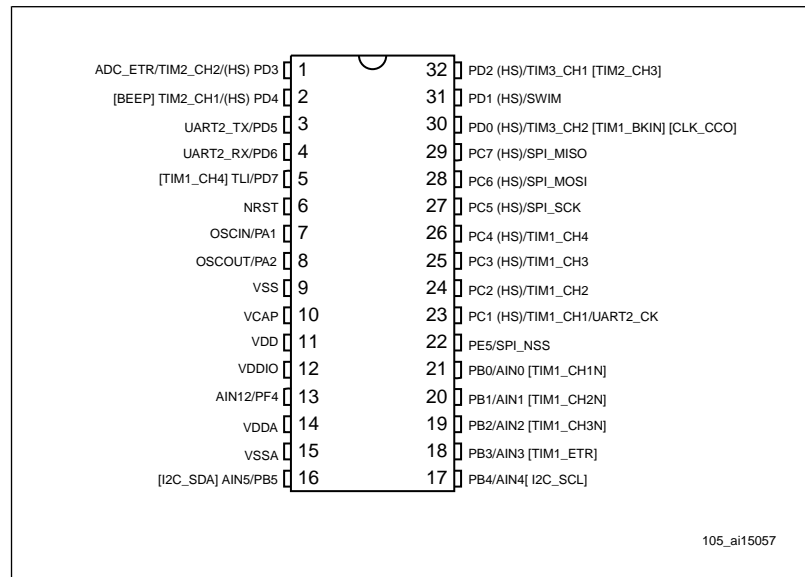 ADC_ETR/TIM2_CH2/(HS) PD3 1 32 PD2 (HS)/TIM3_CH1 [TIM2_CH3]
[BEEP] TIM2_CH1/(HS) PD4 2 31 PD1 (HS)/SWIM
UART2_TX/PD5 3 30 PD0 (HS)/TIM3_CH2 [TIM1_BKIN] [CLK_CCO]
UART2_RX/PD6 4 29 PC7 (HS)/SPI_MISO
[TIM1_CH4] TLI/PD7 5 28 PC6 (HS)/SPI_MOSI
NRST 6 27 PC5 (HS)/SPI_SCK
OSCIN/PA1 7 26 PC4 (HS)/TIM1_CH4
OSCOUT/PA2 8 25 PC3 (HS)/TIM1_CH3
VSS 9 24 PC2 (HS)/TIM1_CH2
VCAP 10 23 PC1 (HS)/TIM1_CH1/UART2_CK
VDD 11 22 PE5/SPI_NSS
VDDIO 12 21 PB0/AIN0 [TIM1_CH1N]
AIN12/PF4 13 20 PB1/AIN1 [TIM1_CH2N]
VDDA 14 19 PB2/AIN2 [TIM1_CH3N]
VSSA 15 18 PB3/AIN3 [TIM1_ETR]
[I2C_SDA] AIN5/PB5 16 17 PB4/AIN4[ I2C_SCL]
105_ai15057